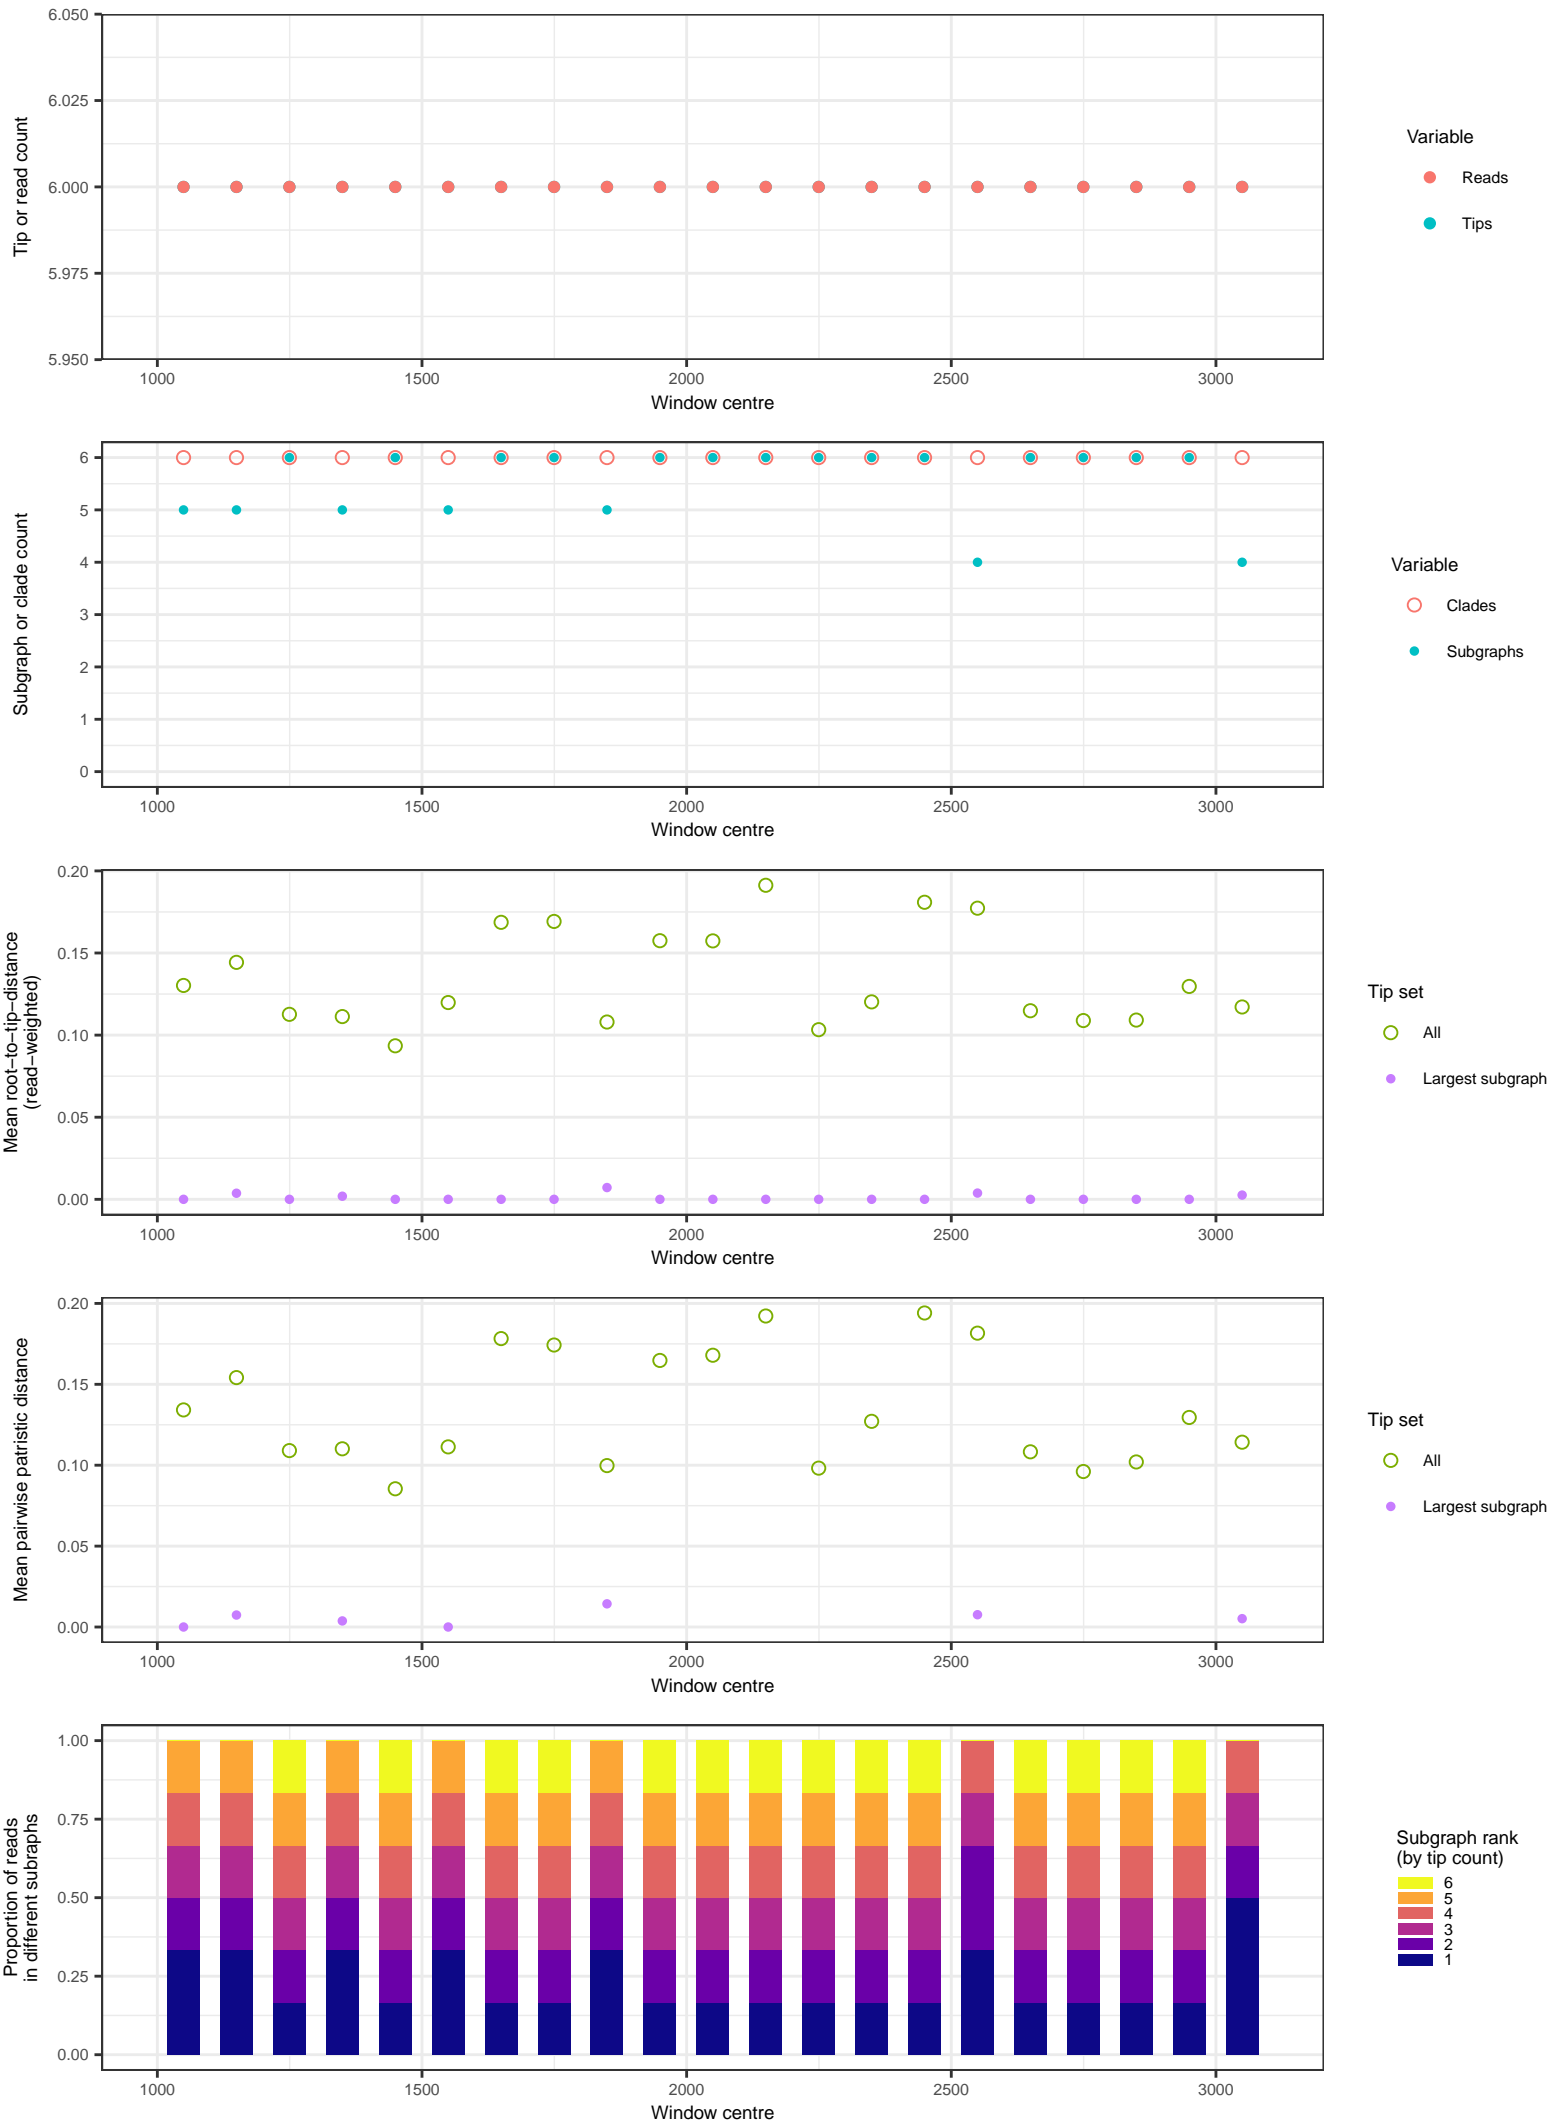 6.050
6.025
6.000
5.975
5.950
Tip or read count
1000 1500 2000 2500 3000
Window centre
Variable
Reads
Tips
6
5
4
3
2
1
0
Subgraph or clade count
1000 1500 2000 2500 3000
Window centre
Variable
Clades
Subgraphs
0.20
0.15
0.10
0.05
0.00
Mean root−to−tip−distance
(read−weighted)
1000 1500 2000 2500 3000
Window centre
Tip set
All
Largest subgraph
0.20
0.15
0.10
0.05
0.00
Mean pairwise patristic distance
1000 1500 2000 2500 3000
Window centre
Tip set
All
Largest subgraph
1.00
0.75
0.50
0.25
0.00
Proportion of reads
in different subraphs
1000 1500 2000 2500 3000
Window centre
Subgraph rank
(by tip count)
6
5
4
3
2
1